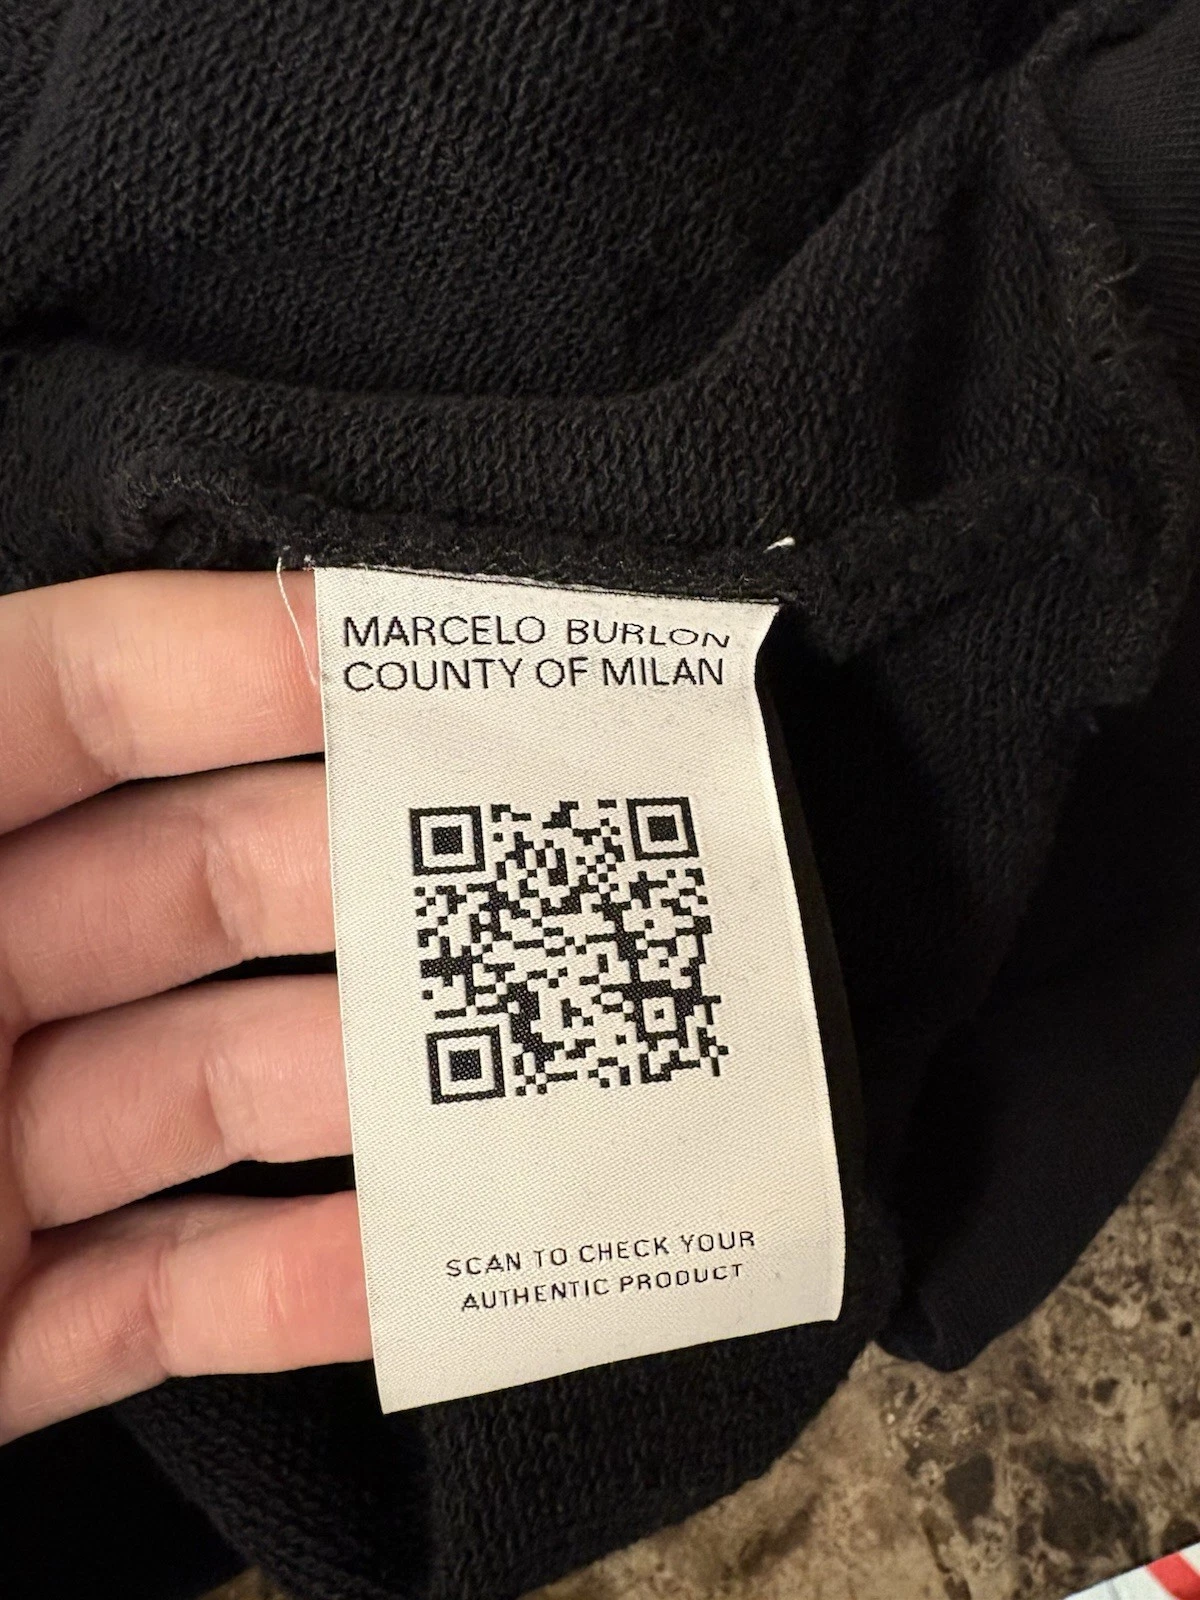 MARCELO BURLON
COUNTY OF MILAN
SCAN TO CHECK YOUR
AUTHENTIC PRODUCT